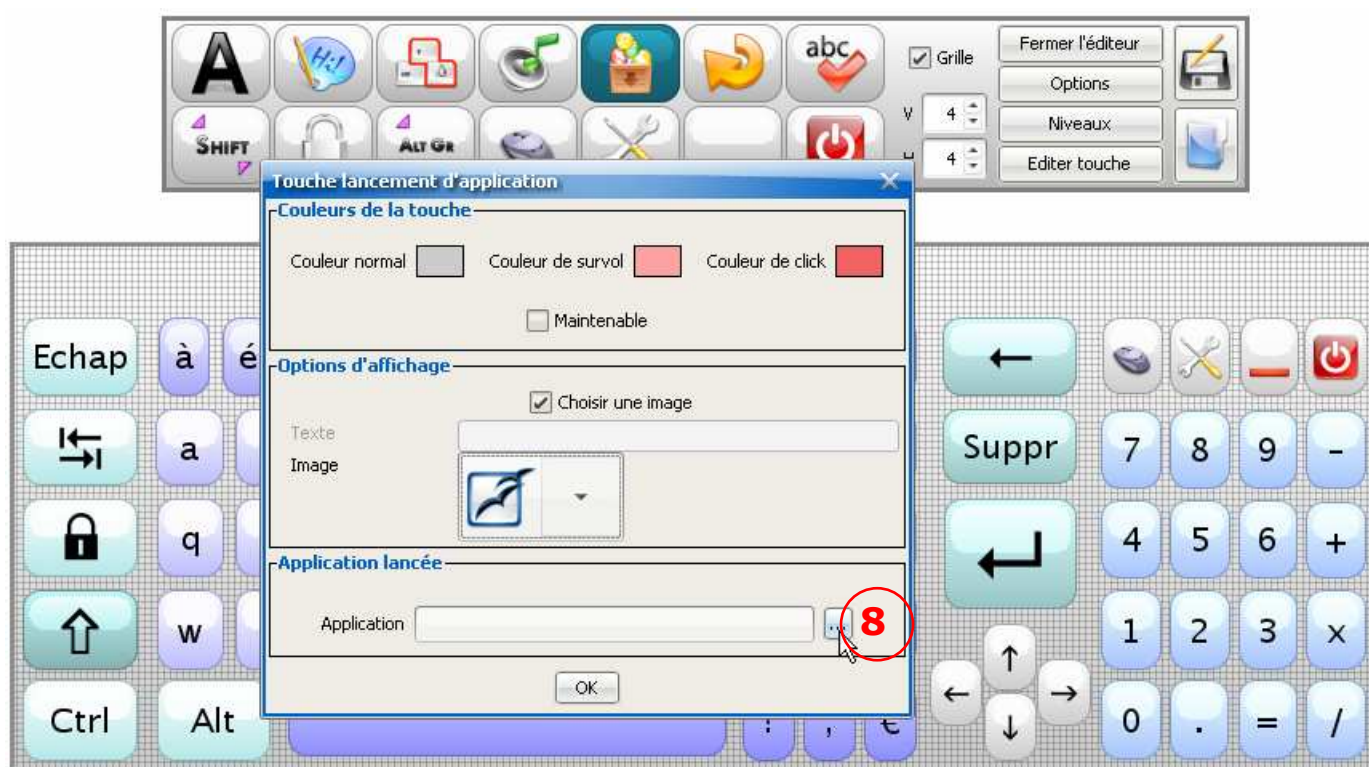 A Hi! abc Grille Fermer l'éditeur
Options
V 4 Niveaux
SHIFT ALT GR 4 Editer touche
Touche lancement d'application
Couleurs de la touche
Couleur normal Couleur de survol Couleur de click
Maintenable
Echap à é
Options d'affichage
Choisir une image
Texte
Image
a Suppr 7 8 9 -
q 4 5 6 +
Application lancée
Application ... 8
w 1 2 3 x
OK
Ctrl Alt ! , € 0 . = /